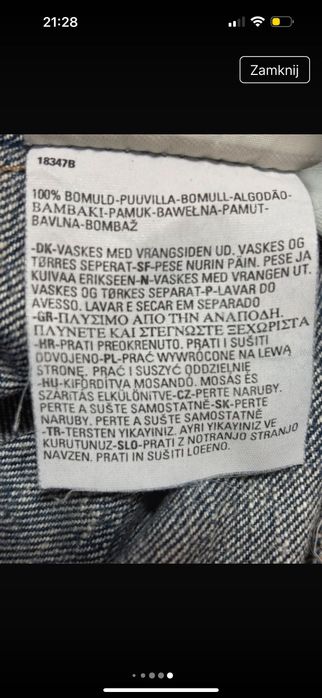 21:28
Zamknij
18347B
100% BOMULD-PUUVILLA-BOMULL-ALGODÃO-
BAMBAKI-PAMUK-BAWEŁNA-PAMUT-
BAVLNA-BOMBAŽ
-DK-VASKES MED VRANGSIDEN UD. VASKES OG
TØRRES SEPERAT-SF-PESE NURIN PÄIN. PESE JA
KUIVAA ERIKSEEN-N-VASKES MED VRANGEN UT.
VASKES OG TØRKES SEPARAT-P-LAVAR DO
AVESSO. LAVAR E SECAR EM SEPARADO
-GR-ΠΛΥΣΙΜΟ ΑΠΟ ΤΗΝ ΑΝΑΠΟΔΗ.
ΠΛΥΝΕΤΕ ΚΑΙ ΣΤΕΓΝΩΣΤΕ ΞΕΧΩΡΙΣΤΑ
-HR-PRATI PREOKRENUTO. PRATI I SUŠITI
ODVOJENO-PL-PRAĆ WYWRÓCONE NA LEWĄ
STRONĘ. PRAĆ I SUSZYĆ ODDZIELNIE
-HU-KIFORDÍTVA MOSANDÓ. MOSÁS ÉS
SZARÍTÁS ELKÜLÖNÍTVE-CZ-PERTE NARUBY.
PERTE A SUŠTE SAMOSTATNĚ-SK-PERTE
NARUBY. PERTE A SUŠTE SAMOSTATNĚ
-TR-TERSTEN YIKAYINIZ. AYRI YIKAYINIZ VE
KURUTUNUZ-SLO-PRATI Z NOTRANJO STRANJO
NAVZEN. PRATI IN SUŠITI LOEENO.